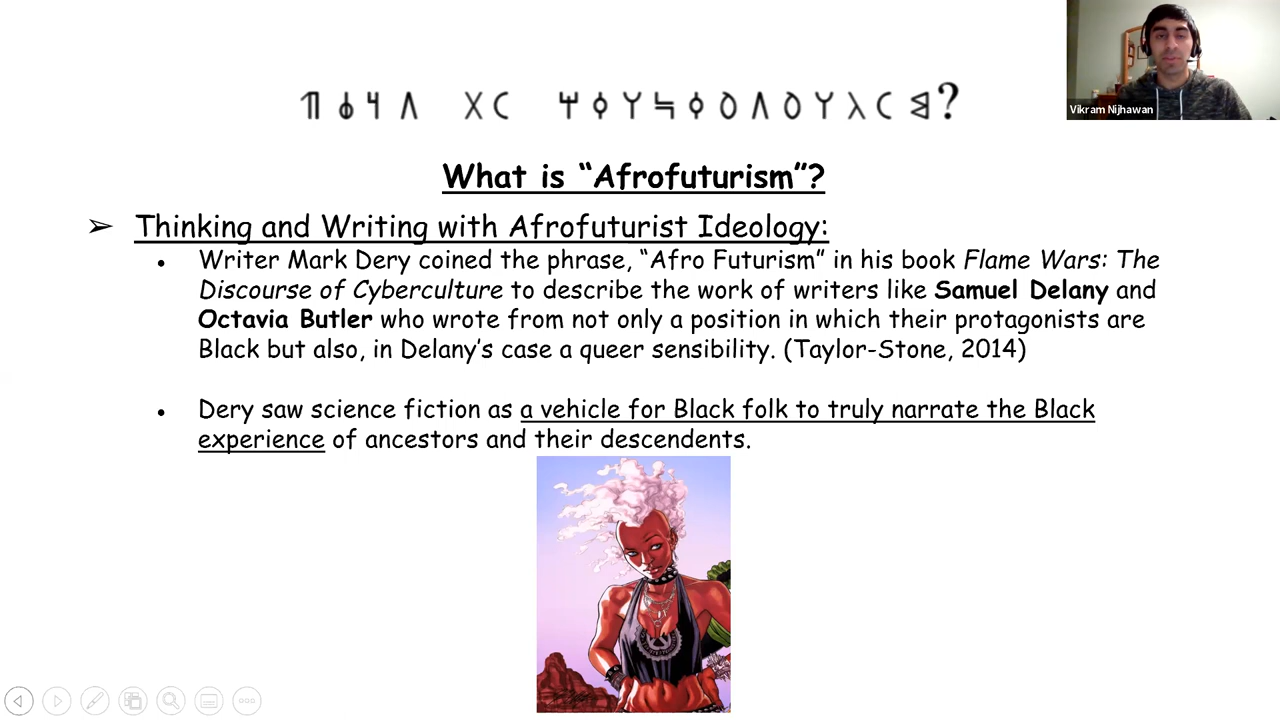 Vikram Nijhawan
What is “Afrofuturism”?
➢ Thinking and Writing with Afrofuturist Ideology:
• Writer Mark Dery coined the phrase, “Afro Futurism” in his book Flame Wars: The
Discourse of Cyberculture to describe the work of writers like Samuel Delany and
Octavia Butler who wrote from not only a position in which their protagonists are
Black but also, in Delany’s case a queer sensibility. (Taylor-Stone, 2014)
• Dery saw science fiction as a vehicle for Black folk to truly narrate the Black
experience of ancestors and their descendents.